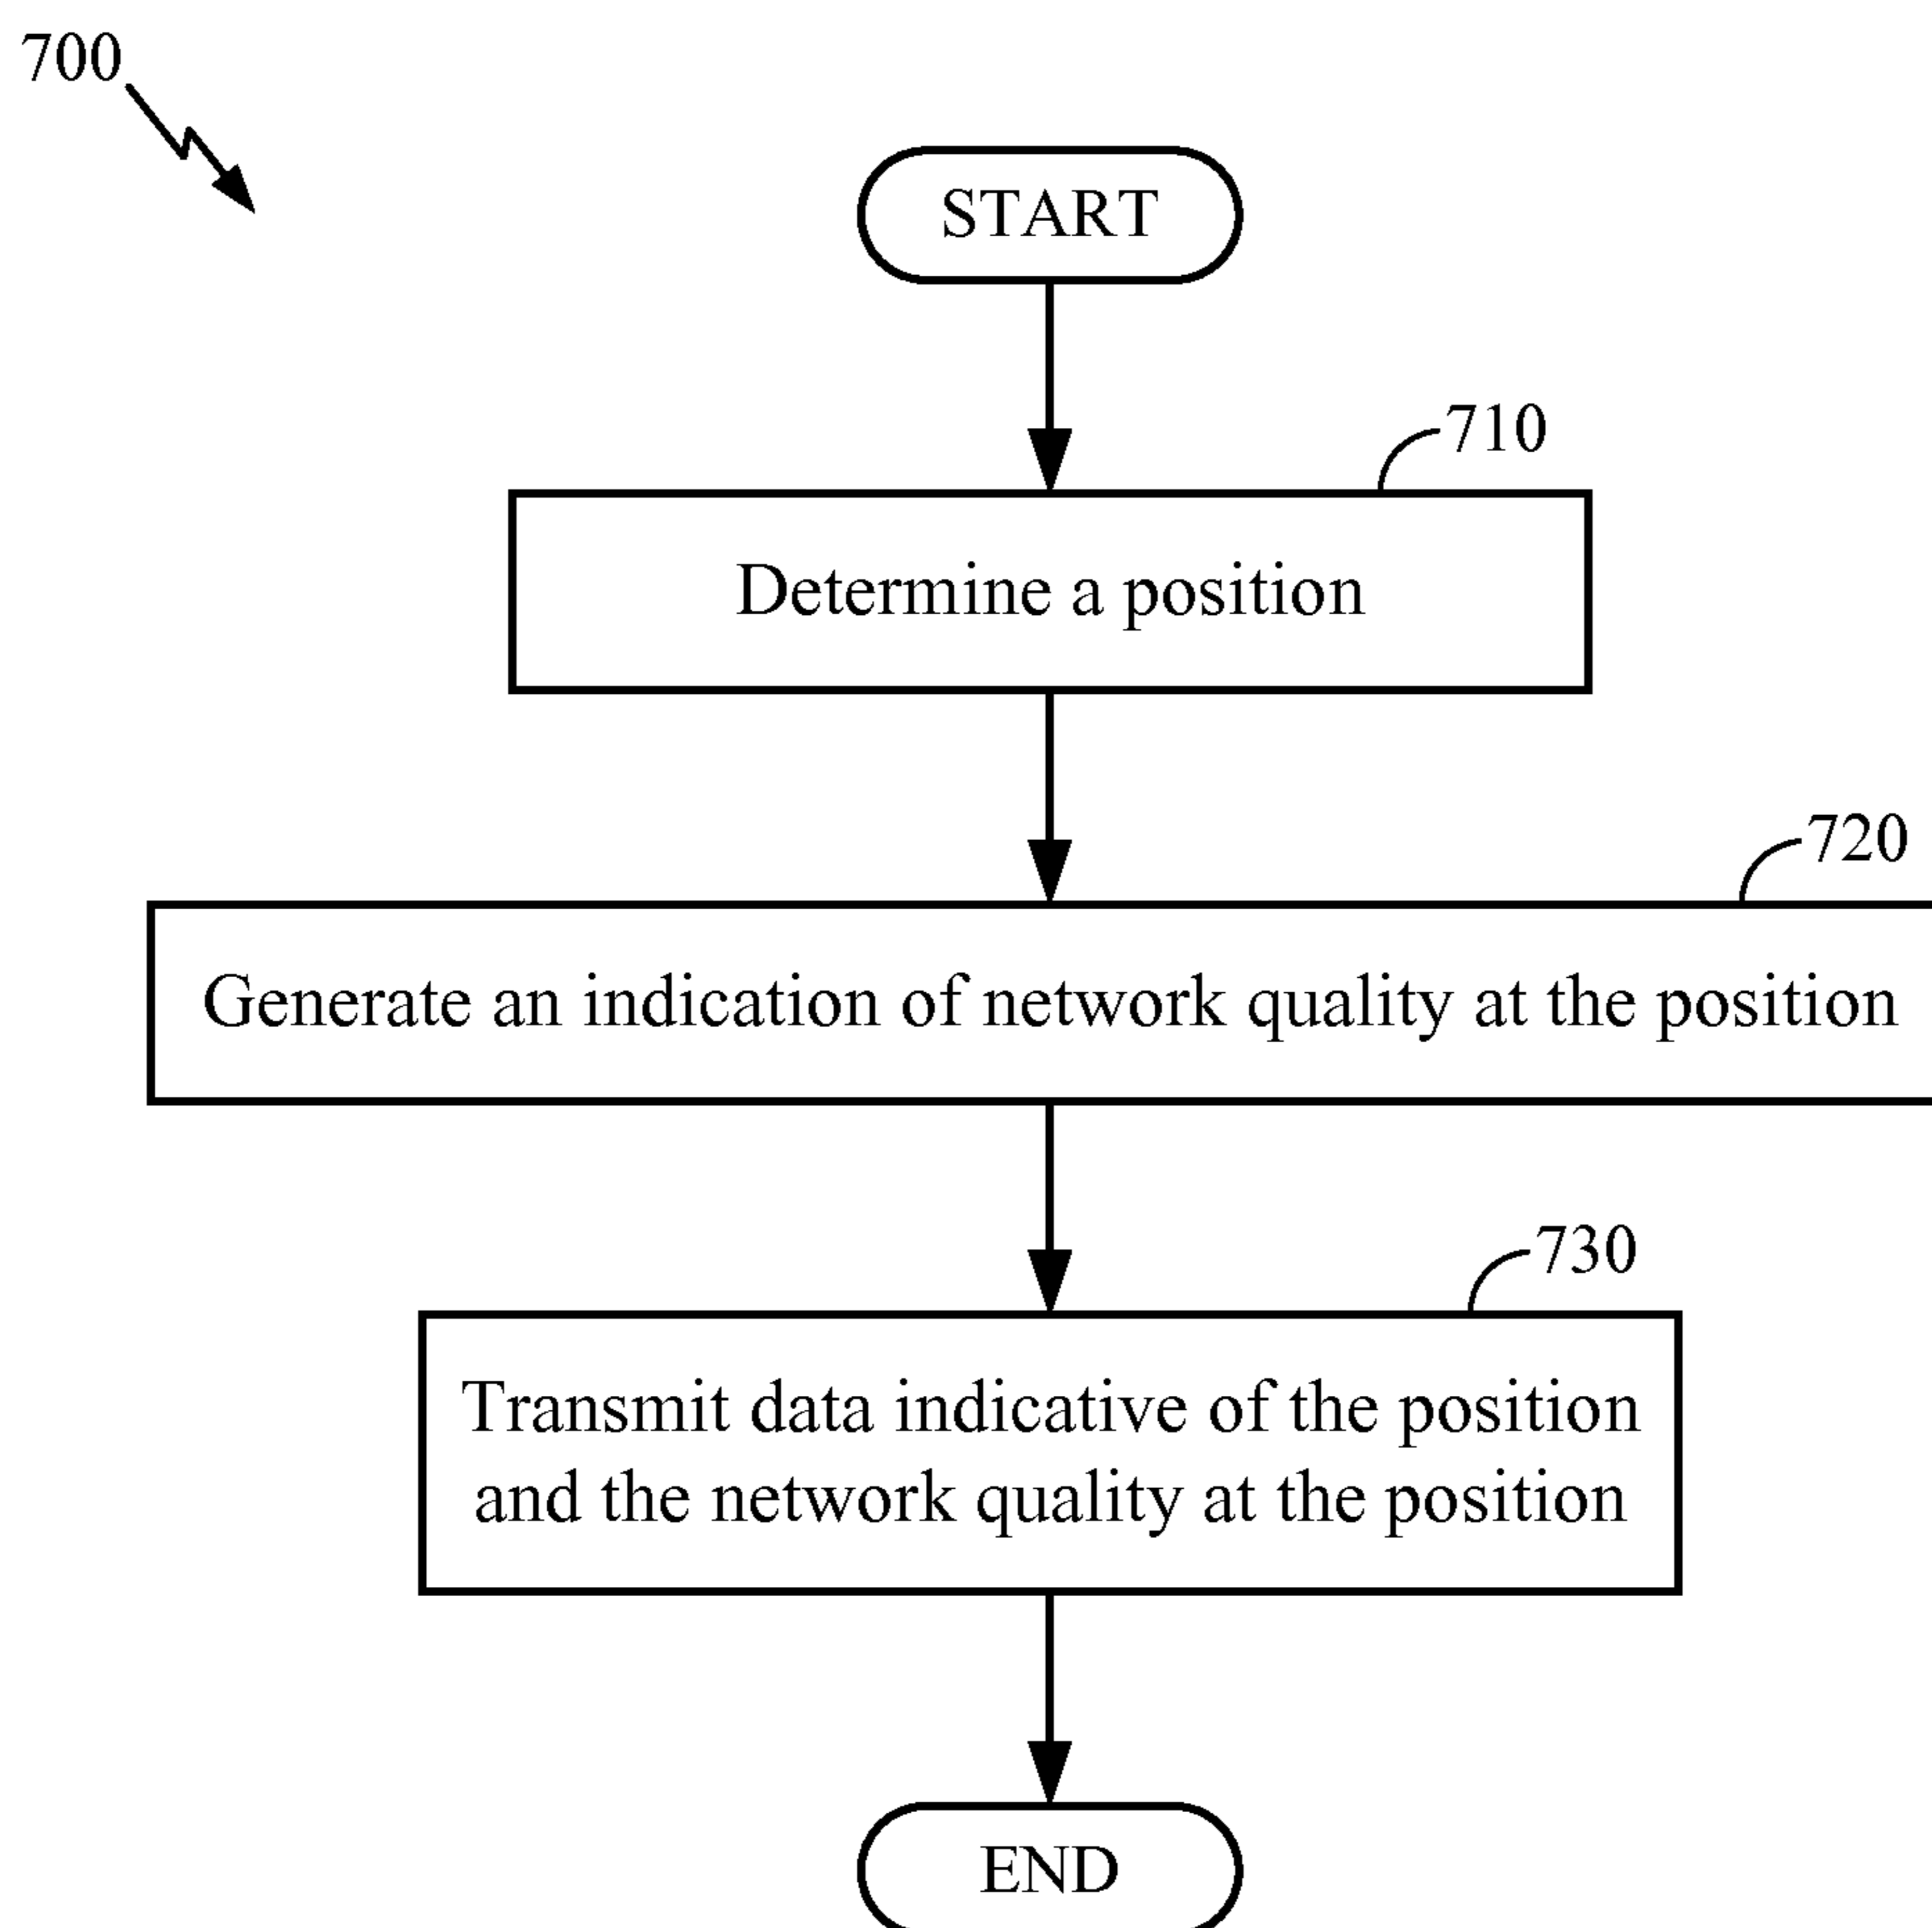 700
START
710
Determine a position
720
Generate an indication of network quality at the position
730
Transmit data indicative of the position
and the network quality at the position
END